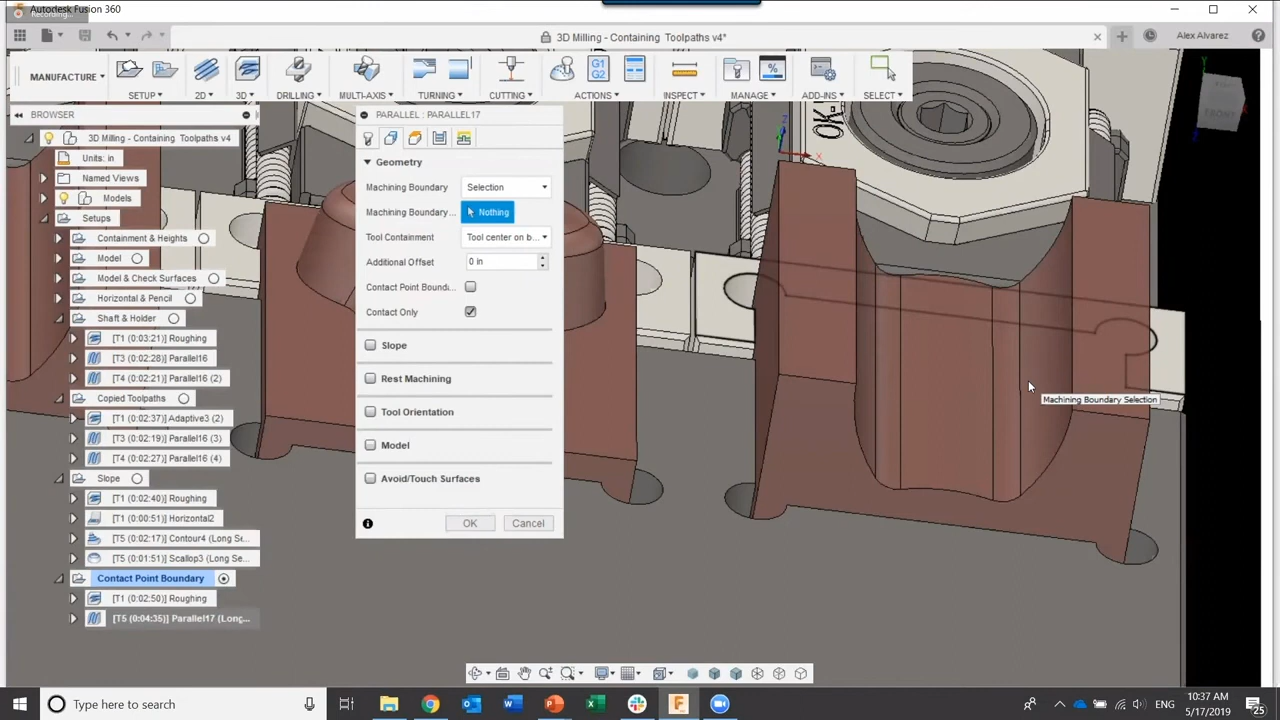 Autodesk Fusion 360
Recording...
3D Milling - Containing Toolpaths v4*
Alex Alvarez
MANUFACTURE
G1
G2
%
SETUP
2D
3D
DRILLING
MULTI-AXIS
TURNING
CUTTING
ACTIONS
INSPECT
MANAGE
ADD-INS
SELECT
BROWSER
3D Milling - Containing Toolpaths v4
Units: in
Named Views
Models
Setups
Containment & Heights
Model
Model & Check Surfaces
Horizontal & Pencil
Shaft & Holder
[T1 (0:03:21)] Roughing
[T3 (0:02:28)] Parallel16
[T4 (0:02:21)] Parallel16 (2)
Copied Toolpaths
[T1 (0:02:37)] Adaptive3 (2)
[T3 (0:02:19)] Parallel16 (3)
[T4 (0:02:27)] Parallel16 (4)
Slope
[T1 (0:02:40)] Roughing
[T1 (0:00:51)] Horizontal2
[T5 (0:02:17)] Contour4 (Long Se...
[T5 (0:01:51)] Scallop3 (Long Se...
Contact Point Boundary
[T1 (0:02:50)] Roughing
[T5 (0:04:35)] Parallel17 (Long...
PARALLEL : PARALLEL17
Geometry
Machining Boundary Selection
Machining Boundary... Nothing
Tool Containment Tool center on b...
Additional Offset 0 in
Contact Point Boundi...
Contact Only
Slope
Rest Machining
Tool Orientation
Model
Avoid/Touch Surfaces
OK Cancel
OK-
Z
X
Y
FRONT
Machining Boundary Selection
Type here to search
ENG
10:37 AM
5/17/2019
25